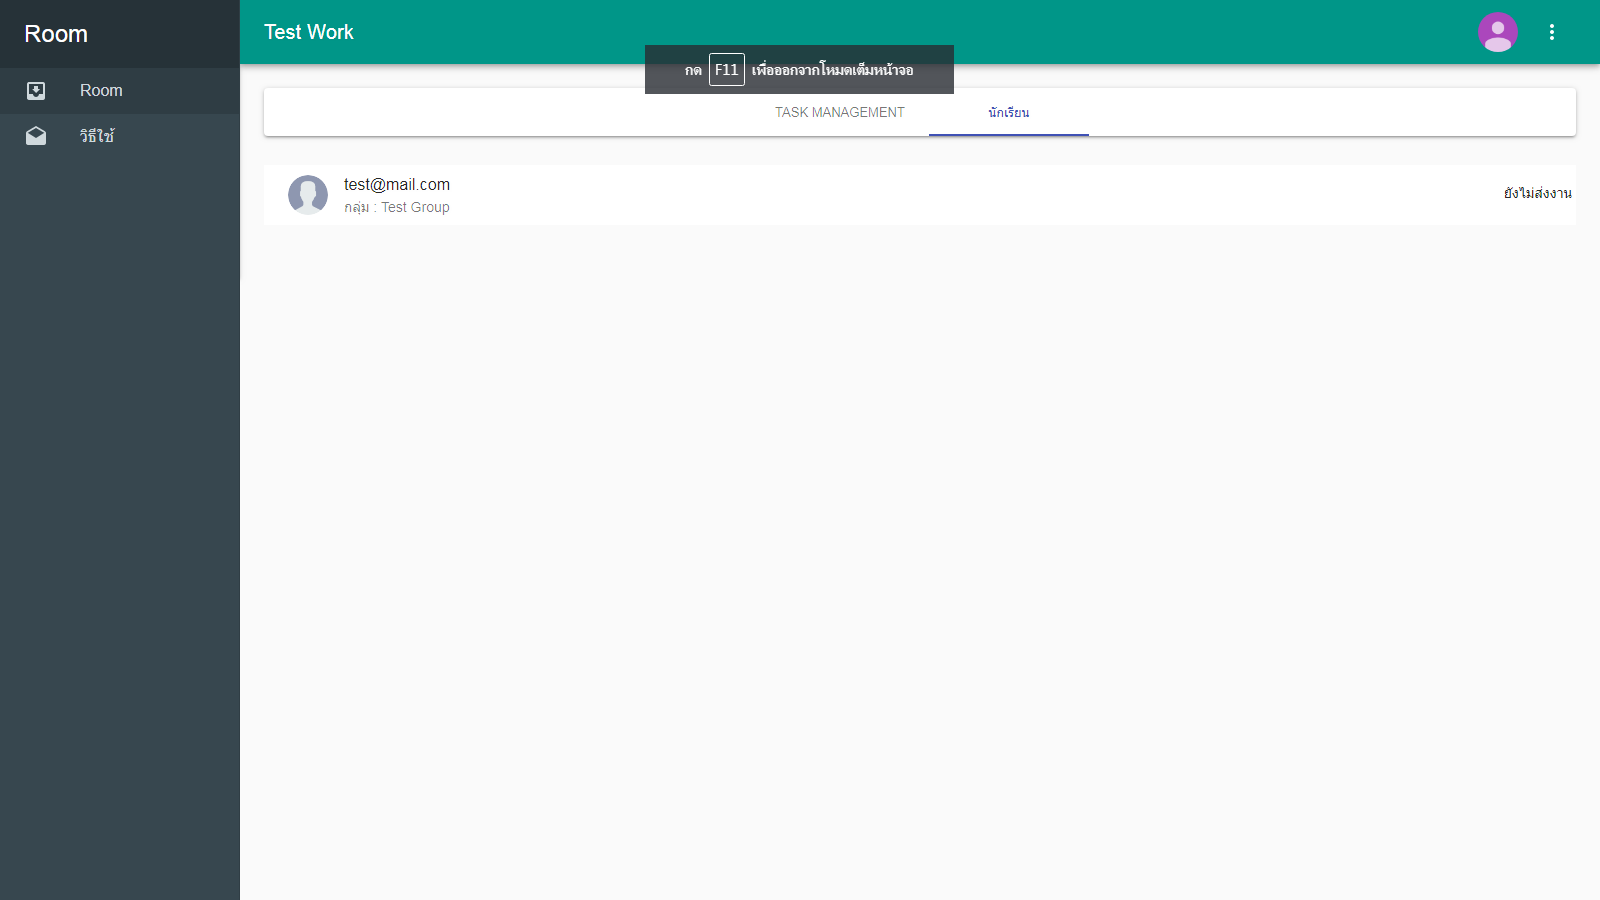 Room
Test Work
กด F11 เพื่อออกจากโหมดเต็มหน้าจอ
Room
วิธีใช้
TASK MANAGEMENT
นักเรียน
test@mail.com
กลุ่ม : Test Group
ยังไม่ส่งงาน